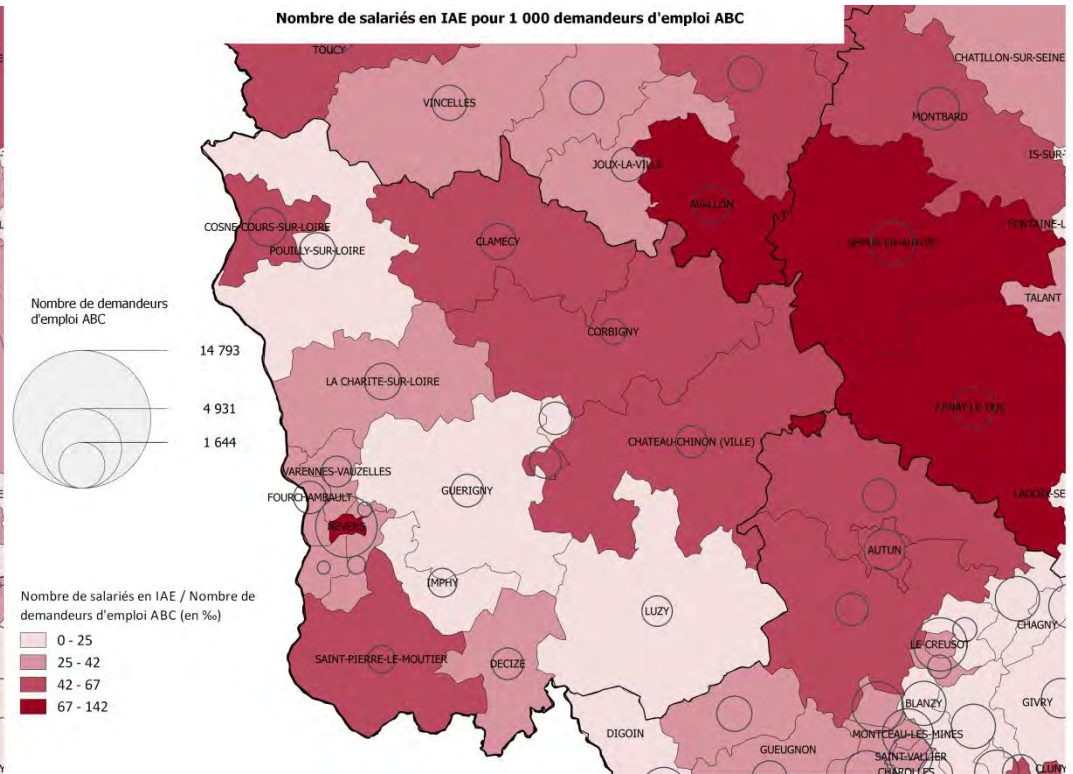 Nombre de salariés en IAE pour 1 000 demandeurs d'emploi ABC
TOUCY
CHATILLON-SUR-SEINE
VINCELLES
MONTBARD
IS-SUR-
JOUX-LA-VILLE
AVALLON
COSNE-COURS-SUR-LOIRE
FONTAINE-L
CLAMECY
SEMUR-EN-AUXOIS
POUILLY-SUR-LOIRE
TALANT
Nombre de demandeurs
d'emploi ABC
14 793
4 931
1 644
CORBIGNY
LA CHARITE-SUR-LOIRE
ARNAY-LE-DUC
CHATEAU-CHINON (VILLE)
VARENNES-VAUZELLES
GUERIGNY
FOURCHAMBAULT
LADOIX-SE
NEVERS
AUTUN
IMPHY
LUZY
CHAGNY
LE CREUSOT
SAINT-PIERRE-LE-MOUTIER
DECIZE
Nombre de salariés en IAE / Nombre de
demandeurs d'emploi ABC (en ‰)
0 - 25
25 - 42
42 - 67
67 - 142
BLANZY
GIVRY
DIGOIN
MONTCEAU-LES-MINES
GUEUGNON
SAINT-VALLIER
CHAROLLES
CLUNY